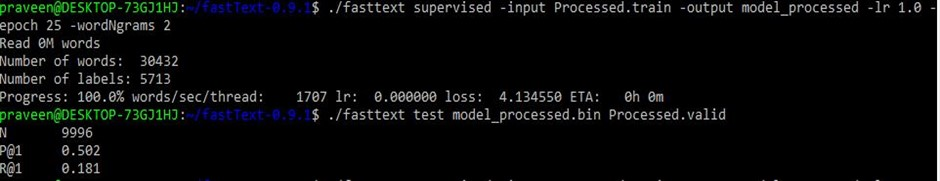 praveen@DESKTOP-73GJ1HJ:~/fastText-0.9.1$ ./fasttext supervised -input Processed.train -output model_processed -lr 1.0 -
epoch 25 -wordNgrams 2
Read 0M words
Number of words:  30432
Number of labels: 5713
Progress: 100.0% words/sec/thread:    1707 lr:  0.000000 loss:  4.134550 ETA:   0h 0m
praveen@DESKTOP-73GJ1HJ:~/fastText-0.9.1$ ./fasttext test model_processed.bin Processed.valid
N       9996
P@1     0.502
R@1     0.181